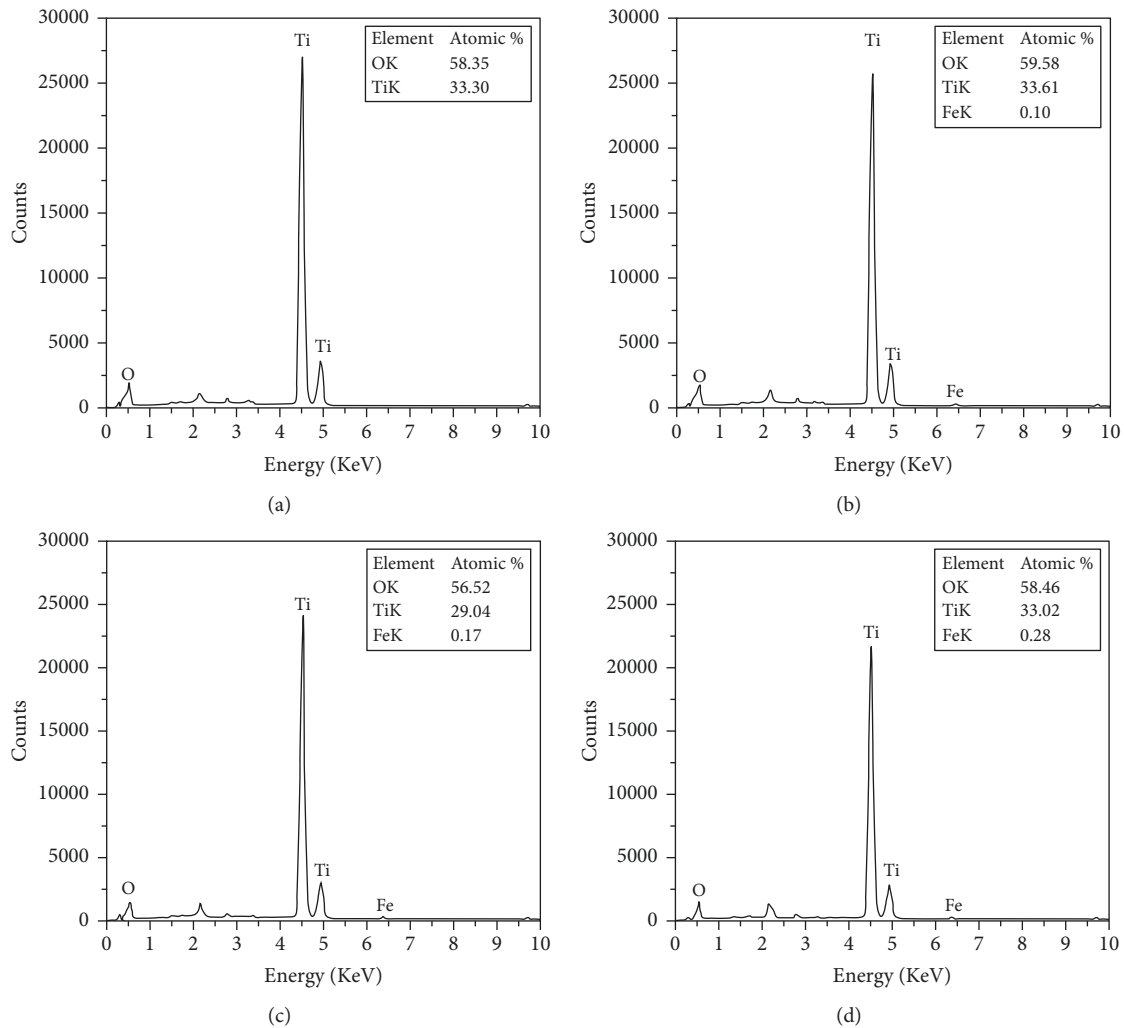 30000
25000
20000
15000
10000
5000
0
Counts
Ti
Ti
O
Element Atomic %
OK 58.35
TiK 33.30
0 1 2 3 4 5 6 7 8 9 10
Energy (KeV)
(a)
30000
25000
20000
15000
10000
5000
0
Counts
Ti
Ti
O
Fe
Element Atomic %
OK 59.58
TiK 33.61
FeK 0.10
0 1 2 3 4 5 6 7 8 9 10
Energy (KeV)
(b)
30000
25000
20000
15000
10000
5000
0
Counts
Ti
Ti
O
Fe
Element Atomic %
OK 56.52
TiK 29.04
FeK 0.17
0 1 2 3 4 5 6 7 8 9 10
Energy (KeV)
(c)
30000
25000
20000
15000
10000
5000
0
Counts
Ti
Ti
O
Fe
Element Atomic %
OK 58.46
TiK 33.02
FeK 0.28
0 1 2 3 4 5 6 7 8 9 10
Energy (KeV)
(d)